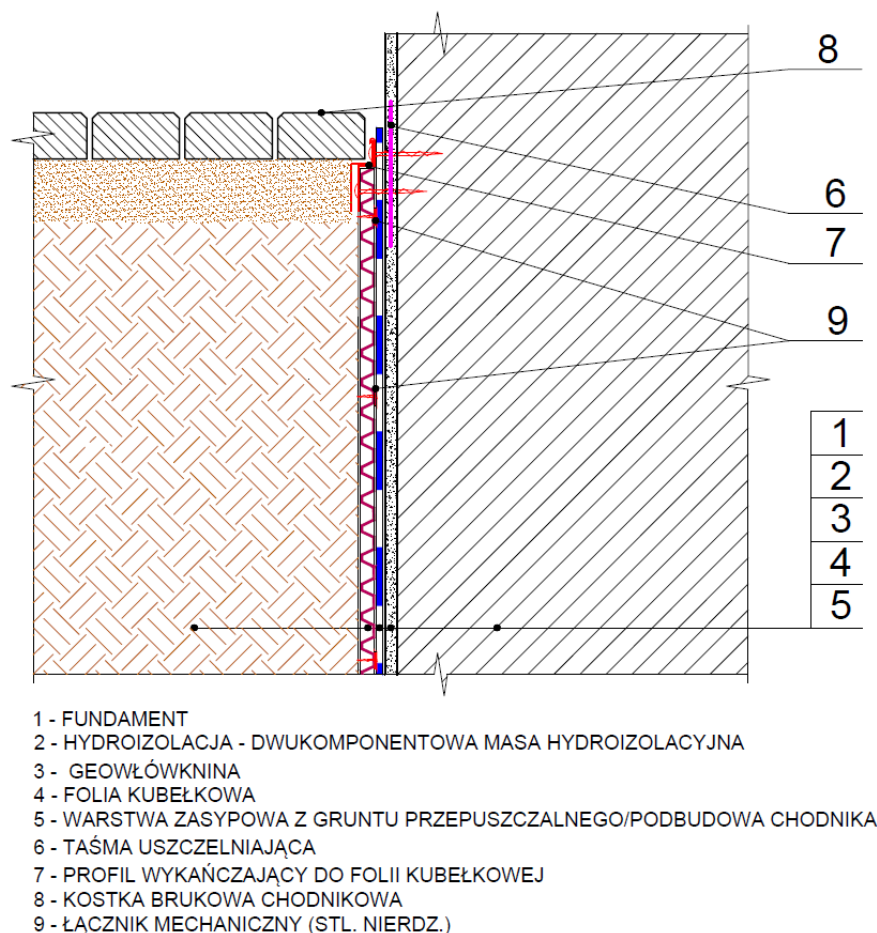 8
6
7
9
1
2
3
4
5
1 - FUNDAMENT
2 - HYDROIZOLACJA - DWUKOMPONENTOWA MASA HYDROIZOLACYJNA
3 - GEOWŁÓWKNINA
4 - FOLIA KUBEŁKOWA
5 - WARSTWA ZASYPOWA Z GRUNTU PRZEPUSZCZALNEGO/PODBUDOWA CHODNIKA
6 - TAŚMA USZCZELNIAJĄCA
7 - PROFIL WYKAŃCZAJĄCY DO FOLII KUBEŁKOWEJ
8 - KOSTKA BRUKOWA CHODNIKOWA
9 - ŁĄCZNIK MECHANICZNY (STL. NIERDZ.)